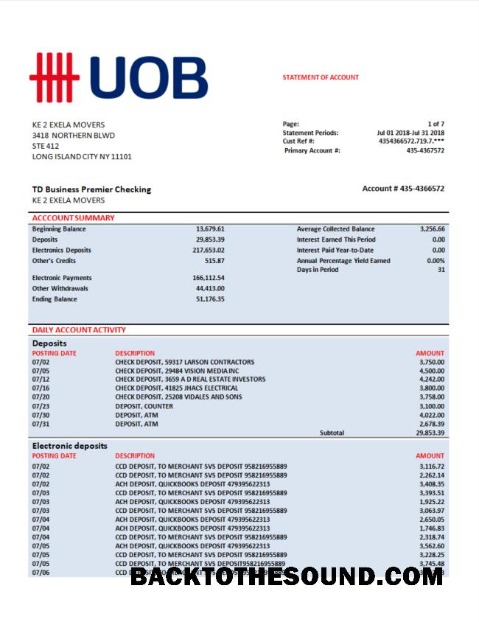 UOB
STATEMENT OF ACCOUNT
KE 2 EXELA MOVERS
3418 NORTHERN BLWD
STE 412
LONG ISLAND CITY NY 11101
Page: 1 of 7
Statement Periods: Jul 01 2018-Jul 31 2018
Cust Ref #: 4354366572.719.7.***
Primary Account #: 435-4367572
TD Business Premier Checking Account # 435-4366572
KE 2 EXELA MOVERS
ACCCOUNT SUMMARY
Beginning Balance 13,679.61 Average Collected Balance 3,256.66
Deposits 29,853.39 Interest Earned This Period 0.00
Electronics Deposits 217,653.02 Interest Paid Year-to-Date 0.00
Other's Credits 515.87 Annual Percentage Yield Earned 0.00%
Days in Period 31
Electronic Payments 166,112.54
Other Withdrawals 44,413.00
Ending Balance 51,176.35
DAILY ACCOUNT ACTIVITY
Deposits
POSTING DATE DESCRIPTION AMOUNT
07/02 CHECK DEPOSIT, 59317 LARSON CONTRACTORS 3,750.00
07/05 CHECK DEPOSIT, 29484 VISION MEDIA INC 4,500.00
07/12 CHECK DEPOSIT, 3659 A D REAL ESTATE INVESTORS 4,242.00
07/16 CHECK DEPOSIT, 41825 JHACS ELECTRICAL 3,800.00
07/20 CHECK DEPOSIT, 25208 VIDALES AND SONS 3,758.00
07/23 DEPOSIT, COUNTER 3,100.00
07/30 DEPOSIT, ATM 4,022.00
07/31 DEPOSIT, ATM 2,678.39
Subtotal 29,853.39
Electronic deposits
POSTING DATE DESCRIPTION AMOUNT
07/02 CCD DEPOSIT, TO MERCHANT SVS DEPOSIT 958216955889 3,116.72
07/02 CCD DEPOSIT, TO MERCHANT SVS DEPOSIT 958216955889 2,262.14
07/02 ACH DEPOSIT, QUICKBOOKS DEPOSIT 479395622313 3,408.35
07/03 CCD DEPOSIT, TO MERCHANT SVS DEPOSIT 958216955889 3,393.51
07/03 ACH DEPOSIT, QUICKBOOKS DEPOSIT 479395622313 1,925.22
07/03 CCD DEPOSIT, TO MERCHANT SVS DEPOSIT 958216955889 3,063.97
07/04 ACH DEPOSIT, QUICKBOOKS DEPOSIT 479395622313 2,650.05
07/04 ACH DEPOSIT, QUICKBOOKS DEPOSIT 479395622313 1,746.83
07/04 CCD DEPOSIT, TO MERCHANT SVS DEPOSIT 958216955889 2,318.74
07/05 ACH DEPOSIT, QUICKBOOKS DEPOSIT 479395622313 3,562.60
07/05 CCD DEPOSIT, TO MERCHANT SVS DEPOSIT 958216955889 3,228.25
07/05 CCD DEPOSIT, TO MERCHANT SVS DEPOSIT958216955889 3,745.48
07/06 CCD
BACKTOTHESOUND.COM